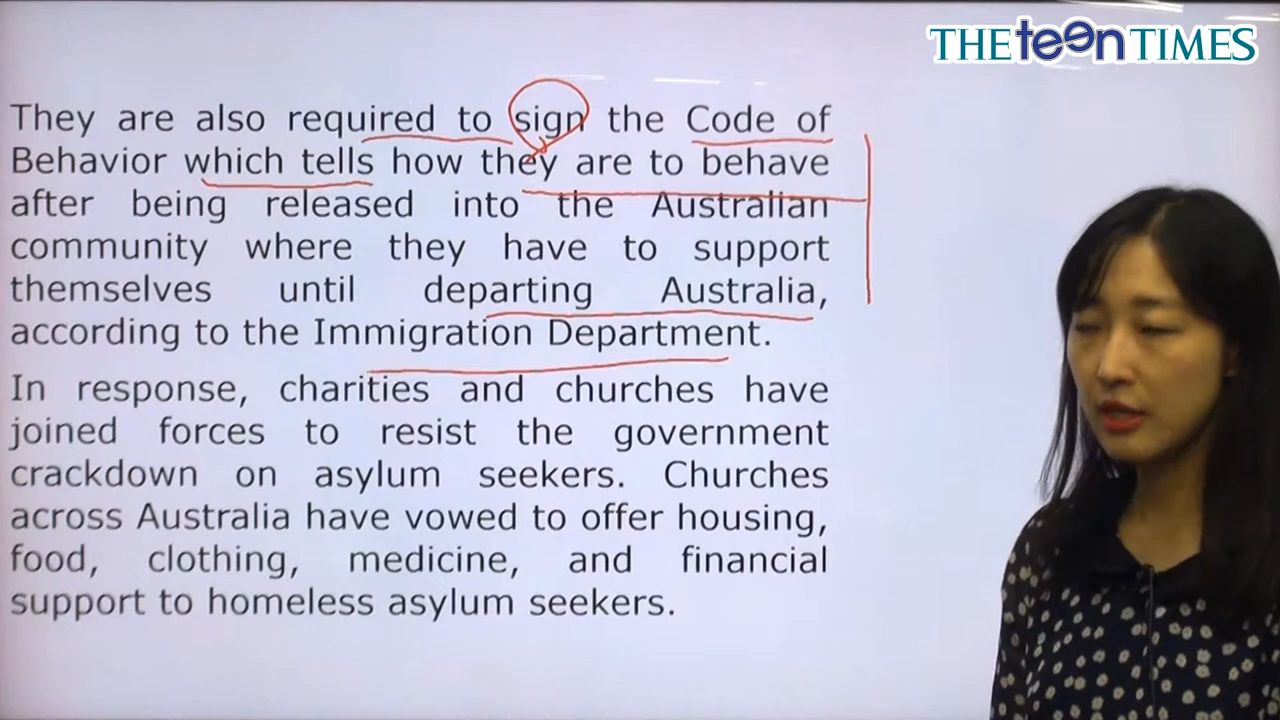 THE teen TIMES
They are also required to sign the Code of
Behavior which tells how they are to behave
after being released into the Australian
community where they have to support
themselves until departing Australia,
according to the Immigration Department.
In response, charities and churches have
joined forces to resist the government
crackdown on asylum seekers. Churches
across Australia have vowed to offer housing,
food, clothing, medicine, and financial
support to homeless asylum seekers.